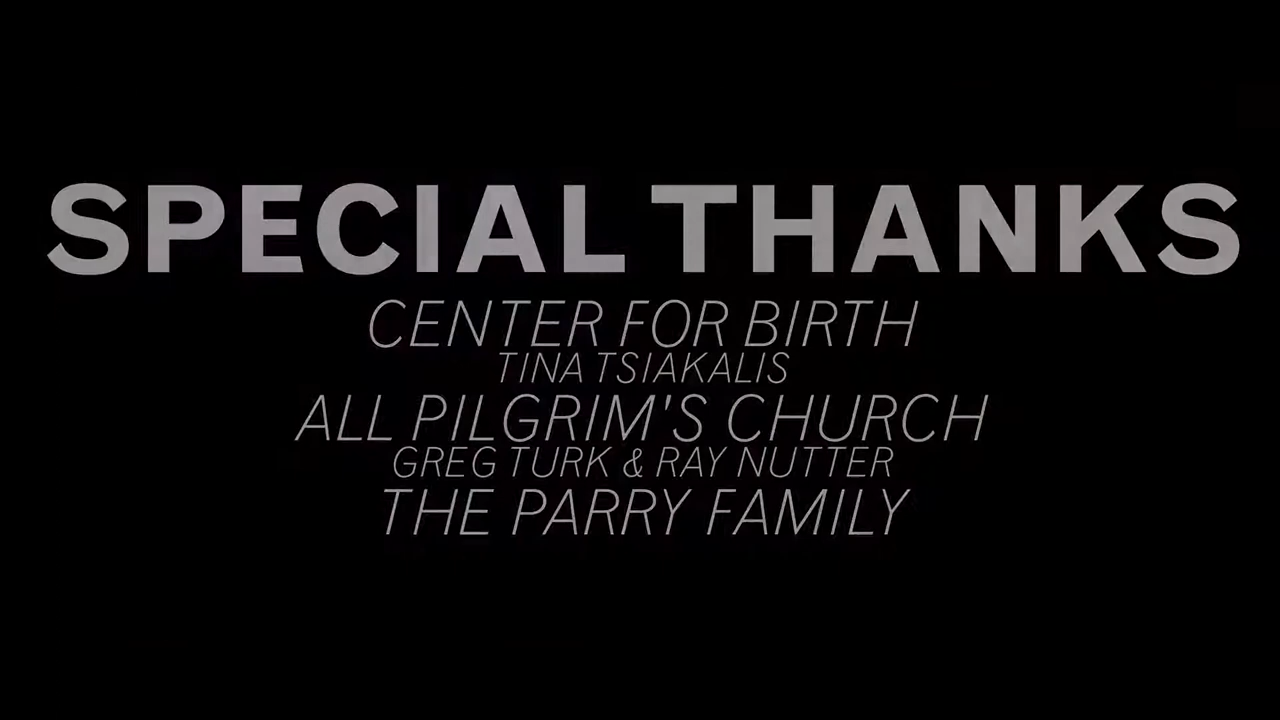 SPECIAL THANKS
CENTER FOR BIRTH
TINA TSIAKALIS
ALL PILGRIM'S CHURCH
GREG TURK & RAY NUTTER
THE PARRY FAMILY